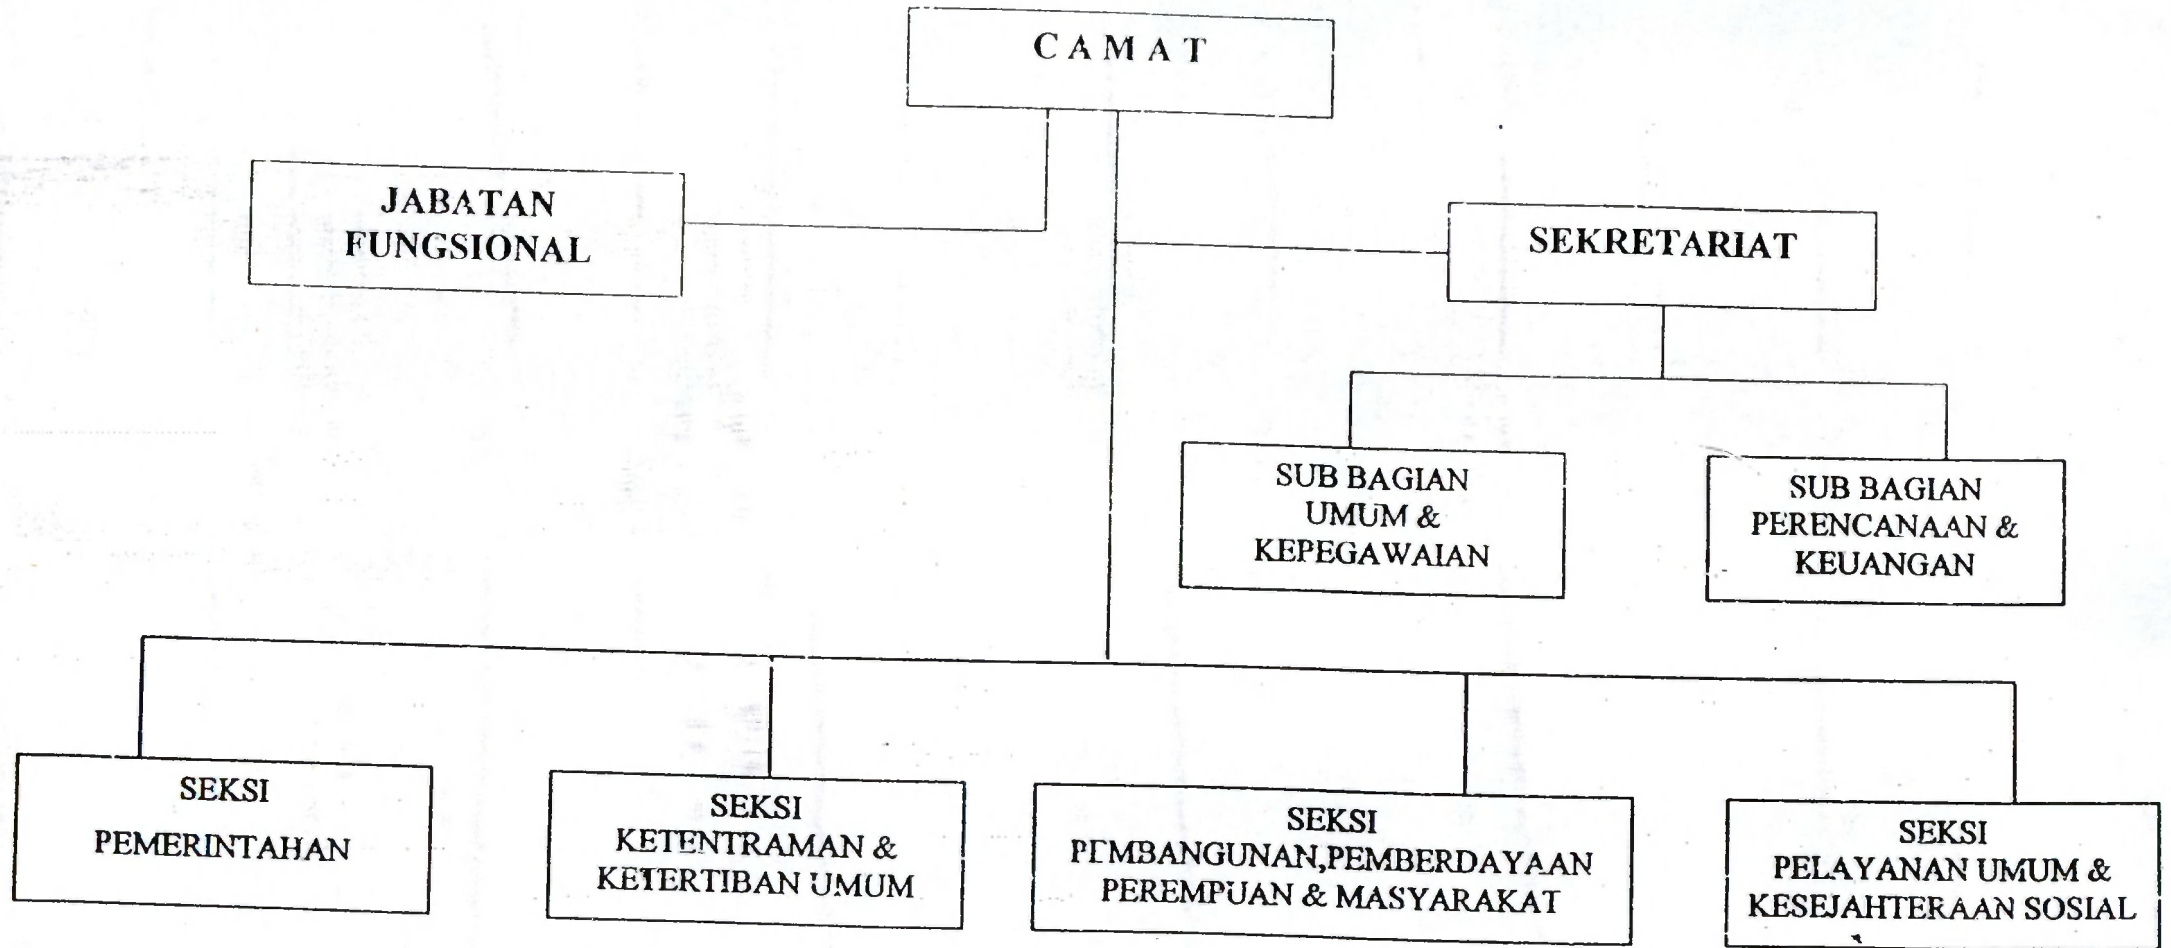 C A M A T
JABATAN
FUNGSIONAL
SEKRETARIAT
SUB BAGIAN
UMUM &
KEPEGAWAIAN
SUB BAGIAN
PERENCANAAN &
KEUANGAN
SEKSI
PEMERINTAHAN
SEKSI
KETENTRAMAN &
KETERTIBAN UMUM
SEKSI
PEMBANGUNAN,PEMBERDAYAAN
PEREMPUAN & MASYARAKAT
SEKSI
PELAYANAN UMUM &
KESEJAHTERAAN SOSIAL